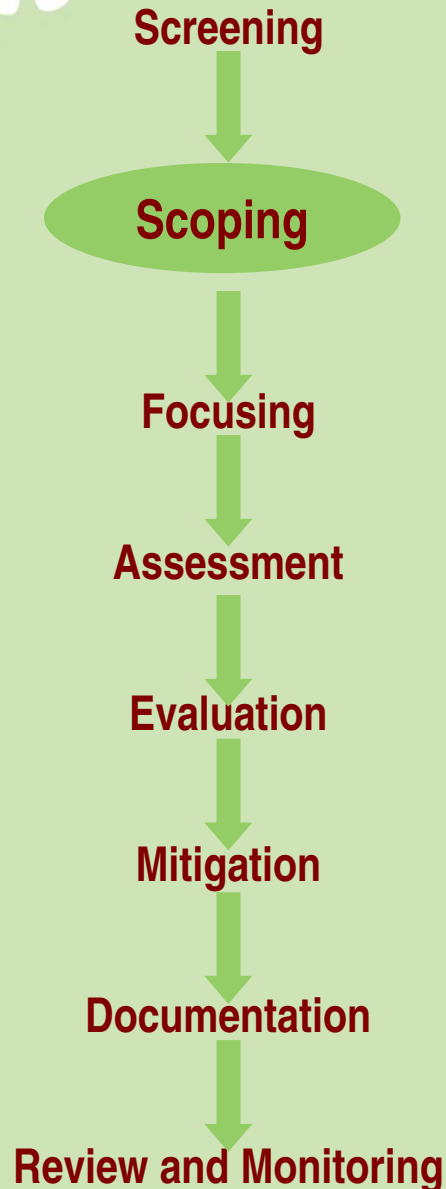 Screening
Scoping
Focusing
Assessment
Evaluation
Mitigation
Documentation
Review and Monitoring